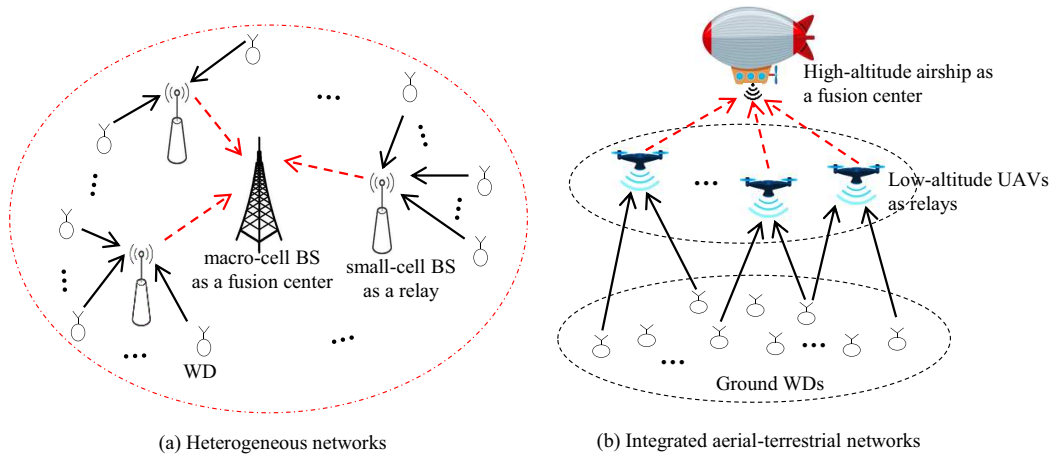 High-altitude airship as
a fusion center
Low-altitude UAVs
as relays
macro-cell BS
as a fusion center
small-cell BS
as a relay
WD
Ground WDs
(a) Heterogeneous networks
(b) Integrated aerial-terrestrial networks